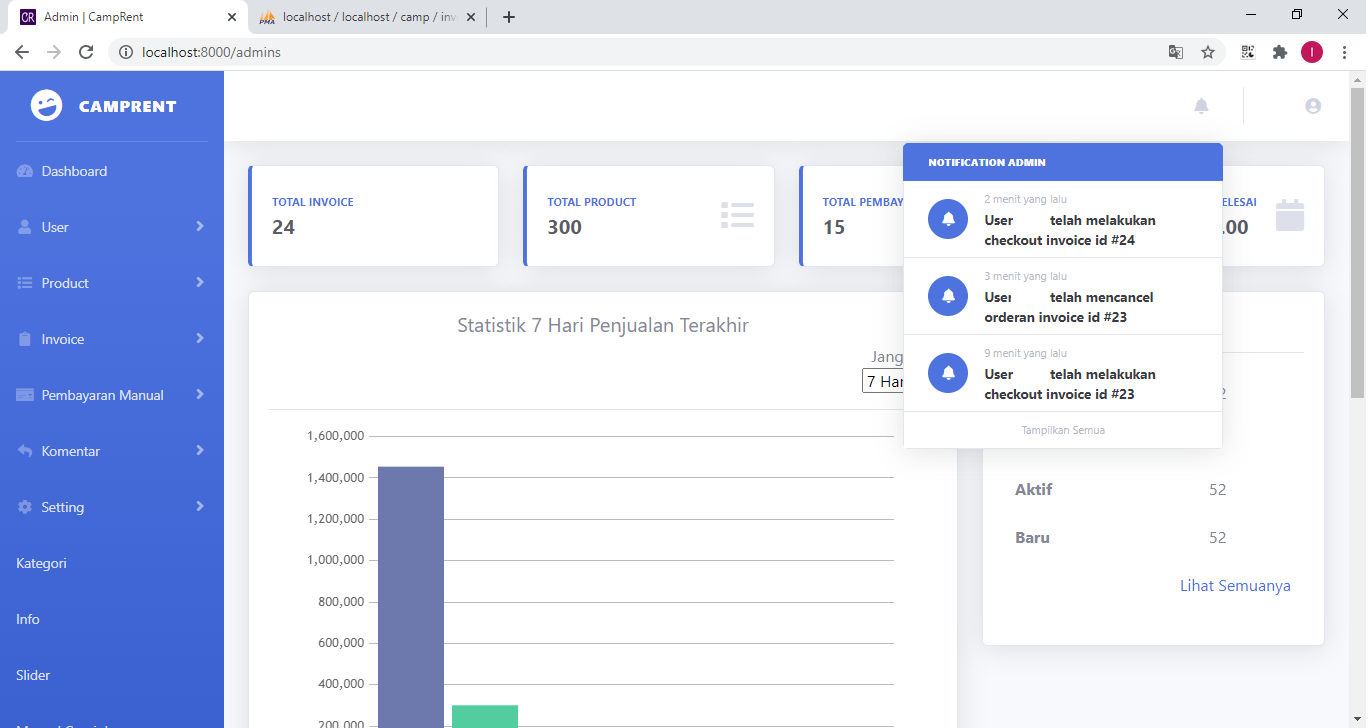 Admin | CampRent
localhost / localhost / camp / inv
localhost:8000/admins
I
CAMPRENT
Dashboard
User
Product
Invoice
Pembayaran Manual
Komentar
Setting
Kategori
Info
Slider
TOTAL INVOICE
24
TOTAL PRODUCT
300
TOTAL PEMBAY
15
ELESAI
.00
NOTIFICATION ADMIN
2 menit yang lalu
User telah melakukan
checkout invoice id #24
3 menit yang lalu
User telah mencancel
orderan invoice id #23
9 menit yang lalu
User telah melakukan
checkout invoice id #23
Tampilkan Semua
Statistik 7 Hari Penjualan Terakhir
Jang
7 Har
1,600,000
1,400,000
1,200,000
1,000,000
800,000
600,000
400,000
200,000
2
Aktif 52
Baru 52
Lihat Semuanya